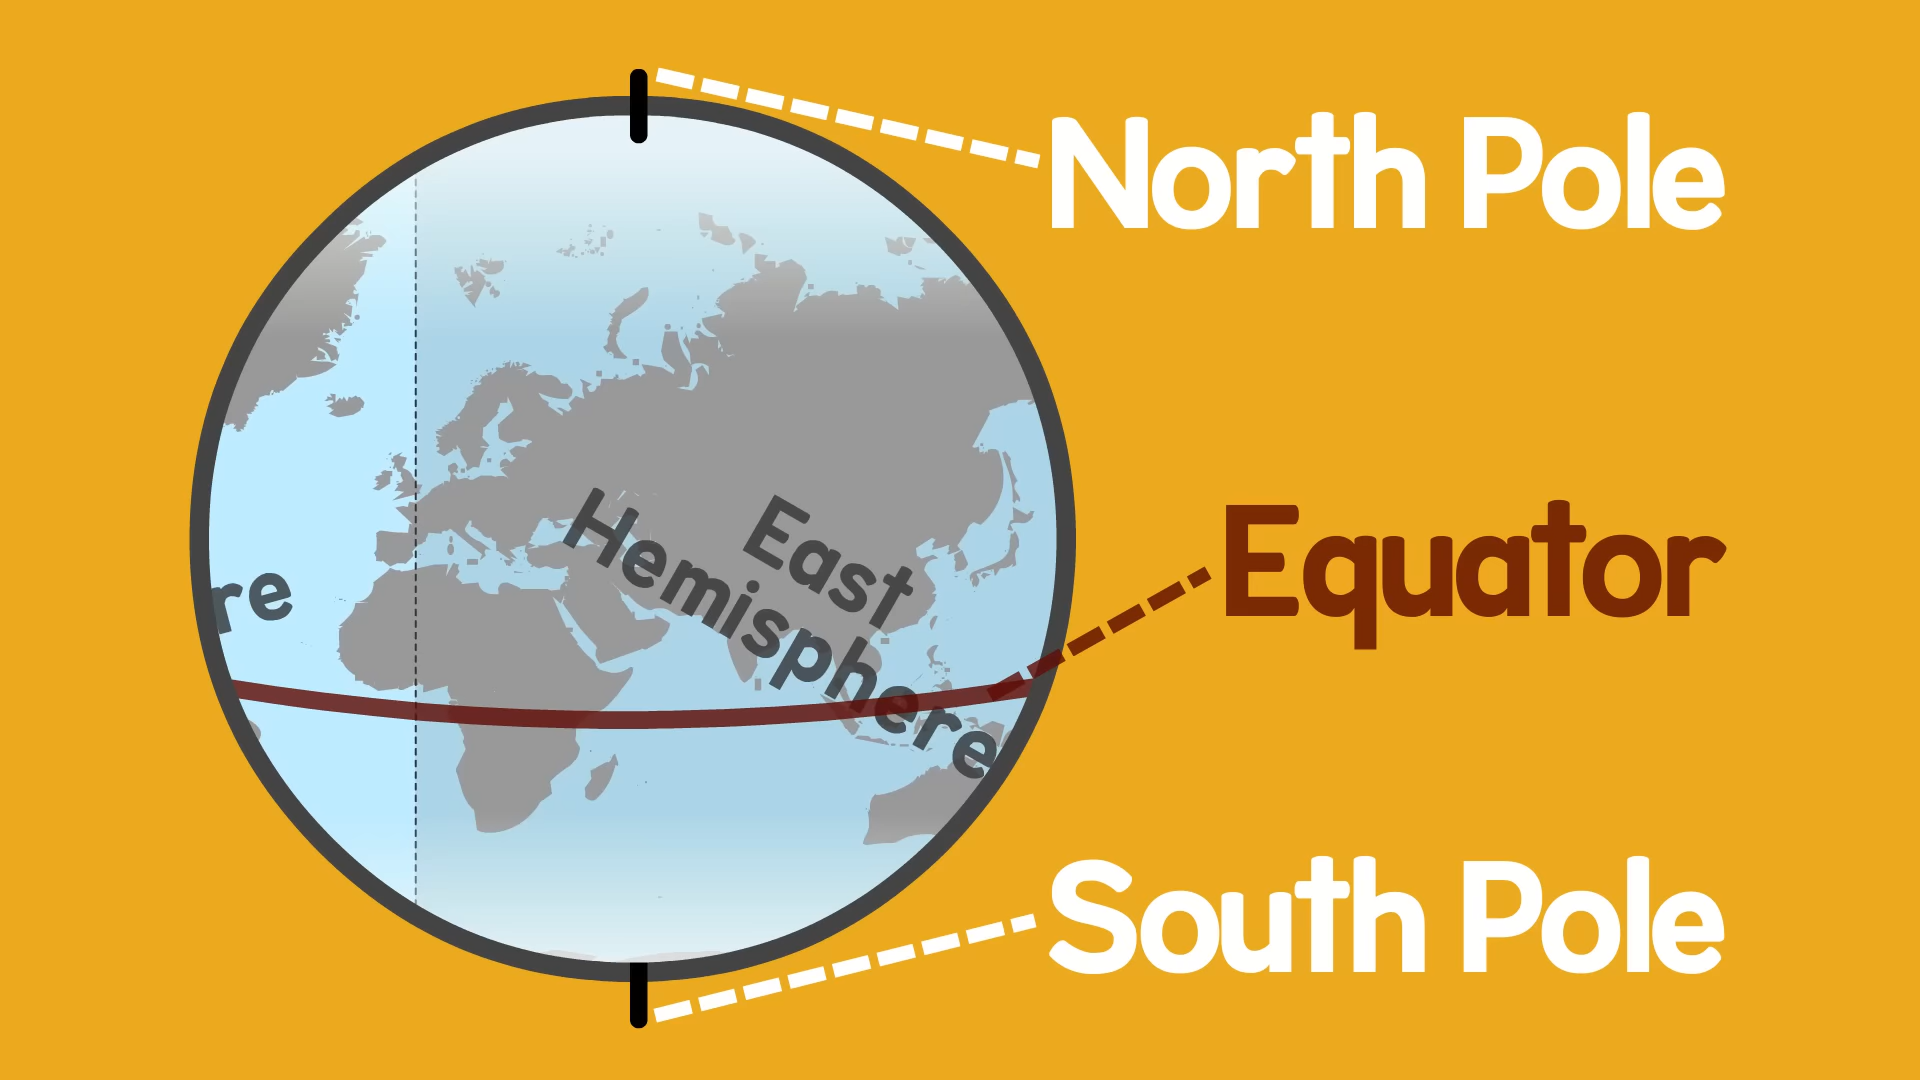 North Pole
East
Hemisphere
re
Equator
South Pole